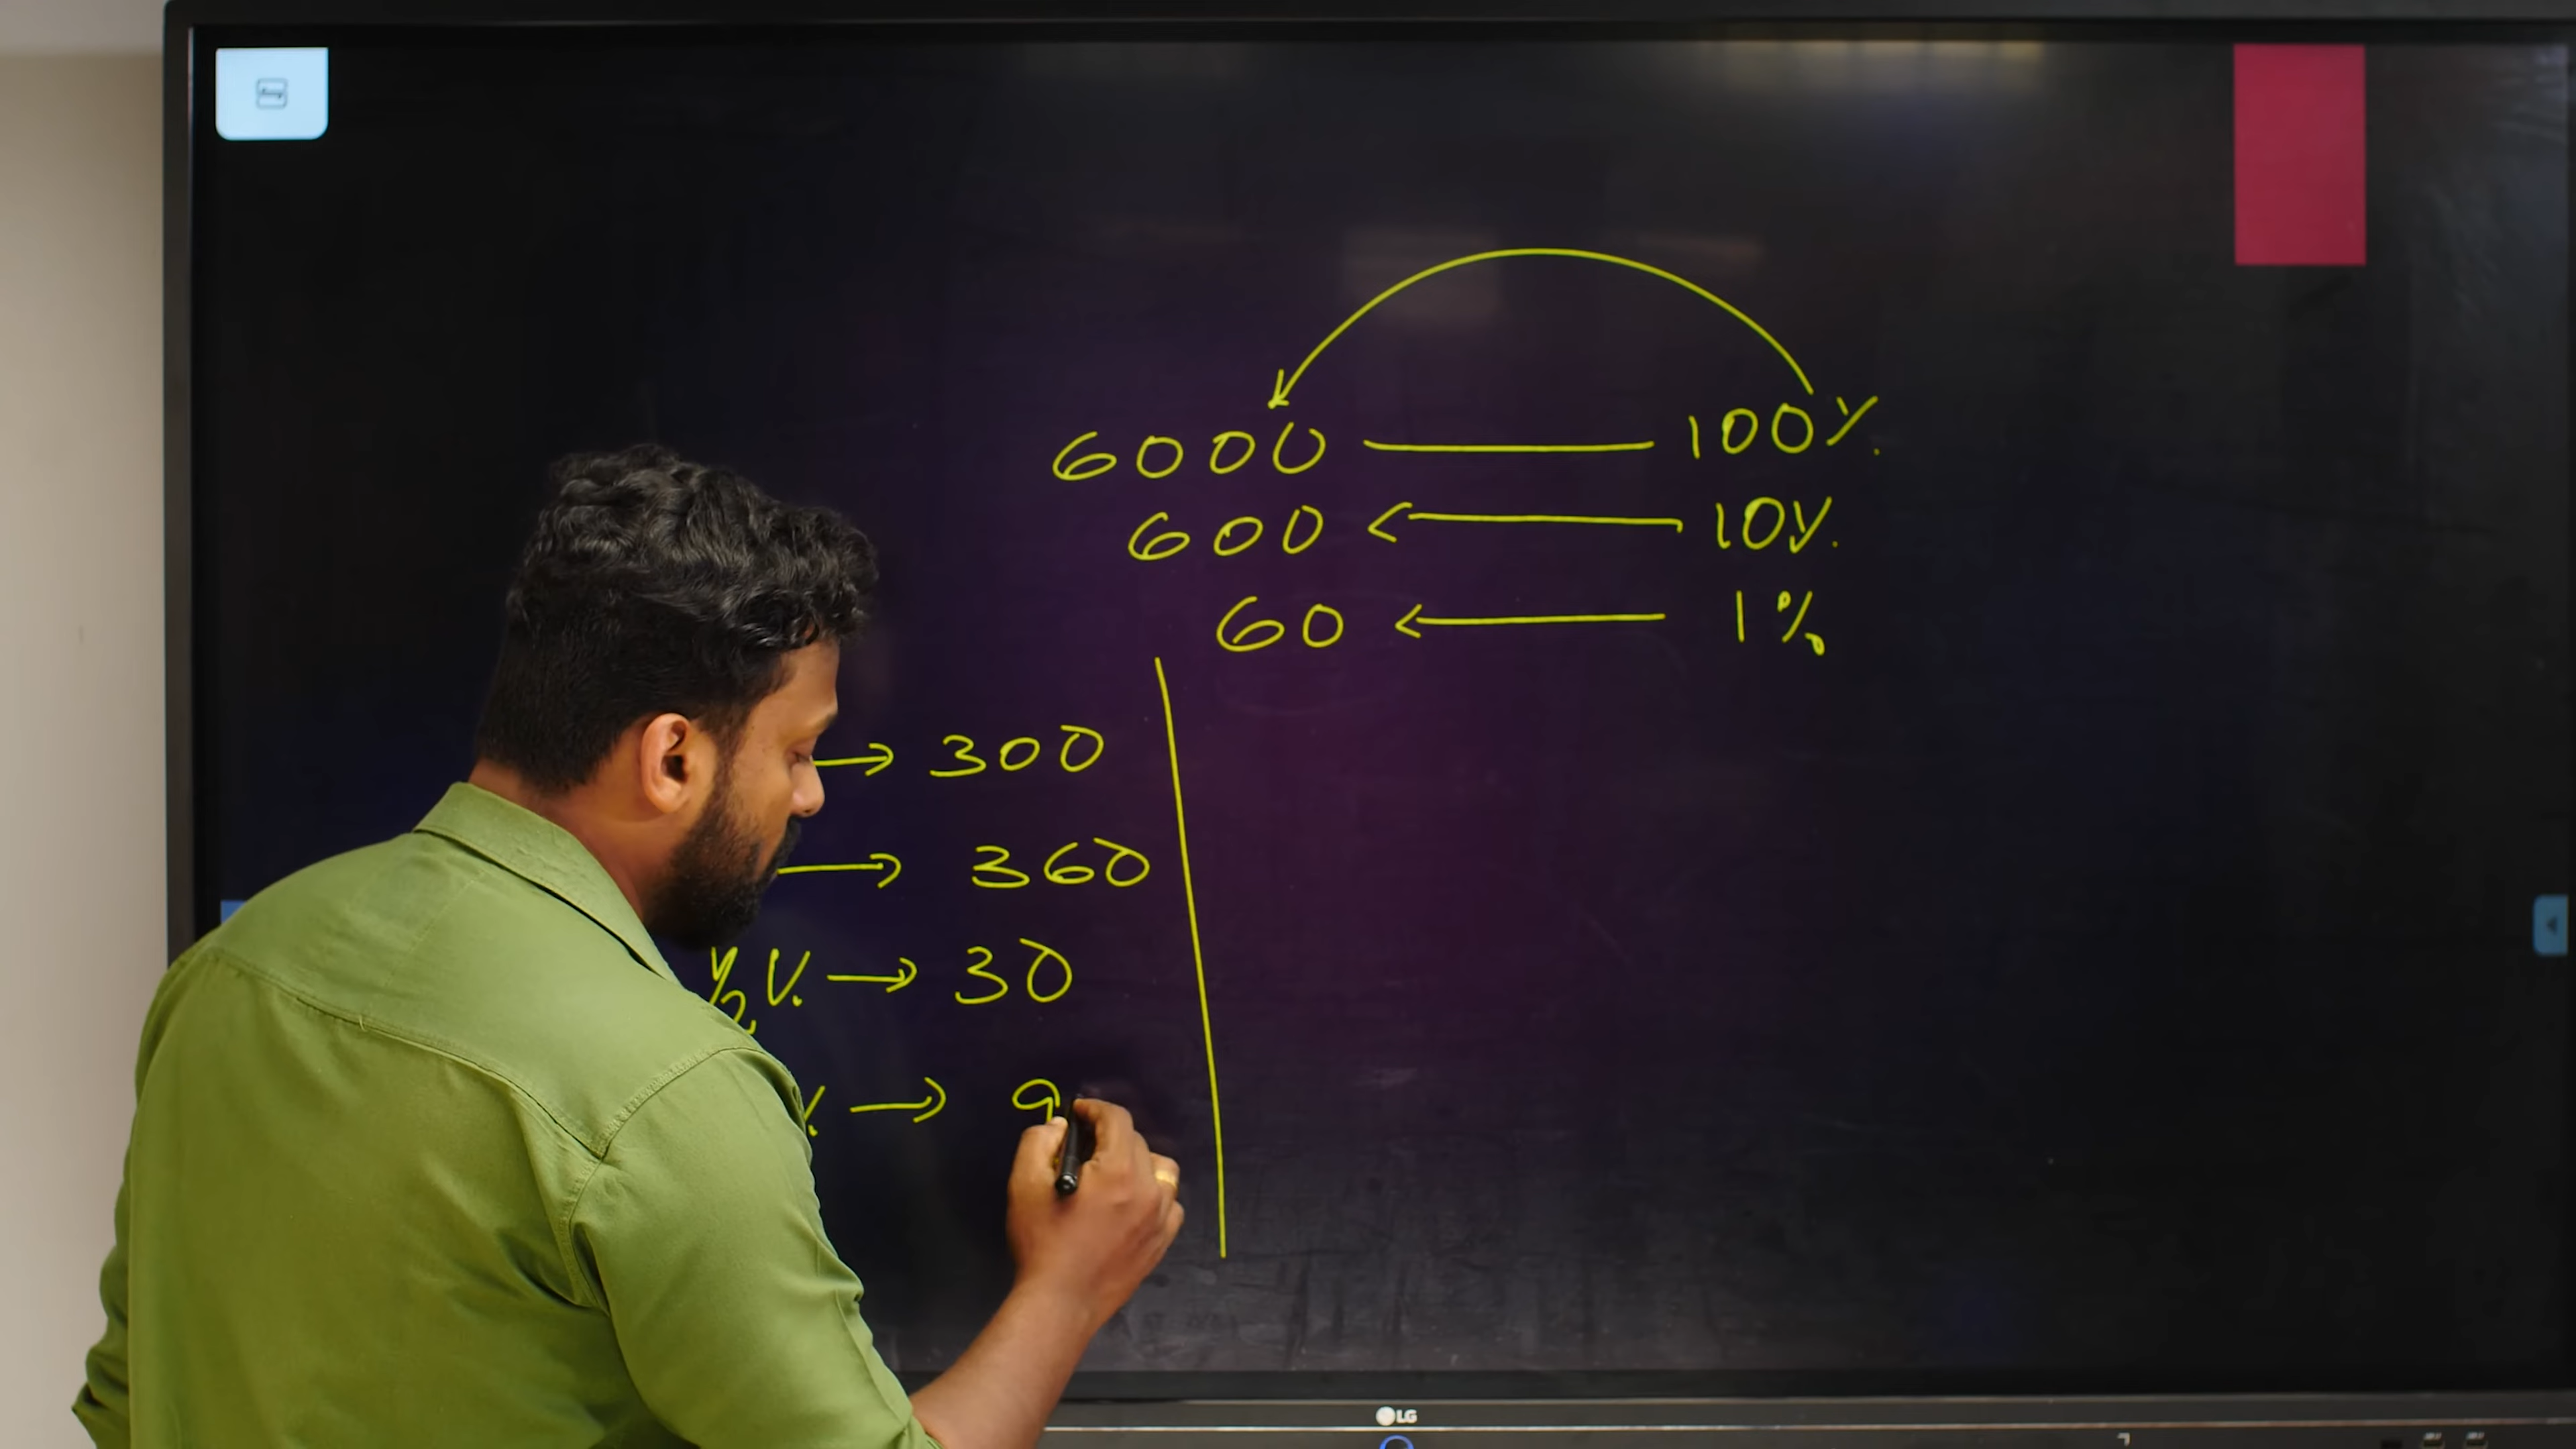 6000 — 100%
600 ← 10%
60 ← 1%
→ 300
→ 360
½ % → 30
% → 9
LG